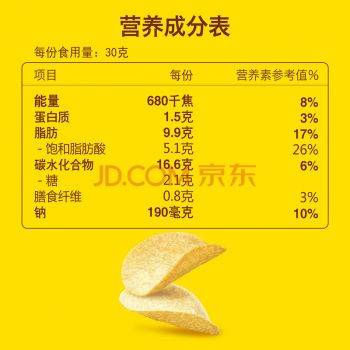 营养成分表
每份食用量：30克
项目 每份 营养素参考值%
能量 680千焦 8%
蛋白质 1.5克 3%
脂肪 9.9克 17%
- 饱和脂肪酸 5.1克 26%
碳水化合物 16.6克 6%
JD.COM 京东
- 糖 2.1克
膳食纤维 0.8克 3%
钠 190毫克 10%